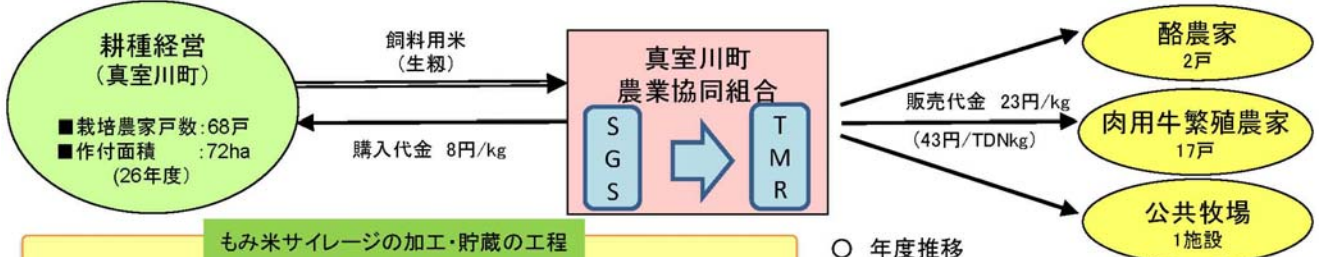 耕種経営
（真室川町）
■栽培農家戸数：68戸
■作付面積　：72ha
（26年度）
飼料用米
（生籾）
購入代金 8円/kg
真室川町
農業協同組合
SGS
TMR
販売代金 23円/kg
（43円/TDNkg）
酪農家
2戸
肉用牛繁殖農家
17戸
公共牧場
1施設
もみ米サイレージの加工・貯蔵の工程
○ 年度推移